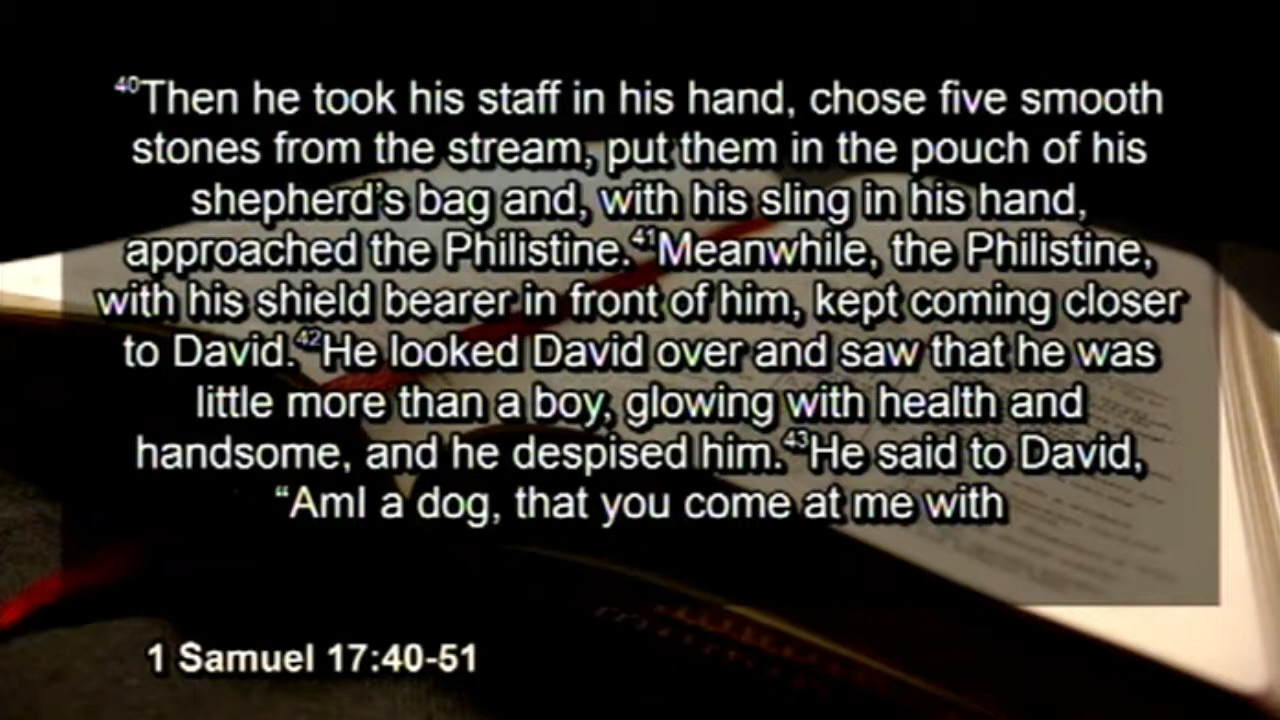 ⁴⁰Then he took his staff in his hand, chose five smooth
stones from the stream, put them in the pouch of his
shepherd's bag and, with his sling in his hand,
approached the Philistine.⁴¹Meanwhile, the Philistine,
with his shield bearer in front of him, kept coming closer
to David.⁴²He looked David over and saw that he was
little more than a boy, glowing with health and
handsome, and he despised him.⁴³He said to David,
“AmI a dog, that you come at me with
1 Samuel 17:40-51